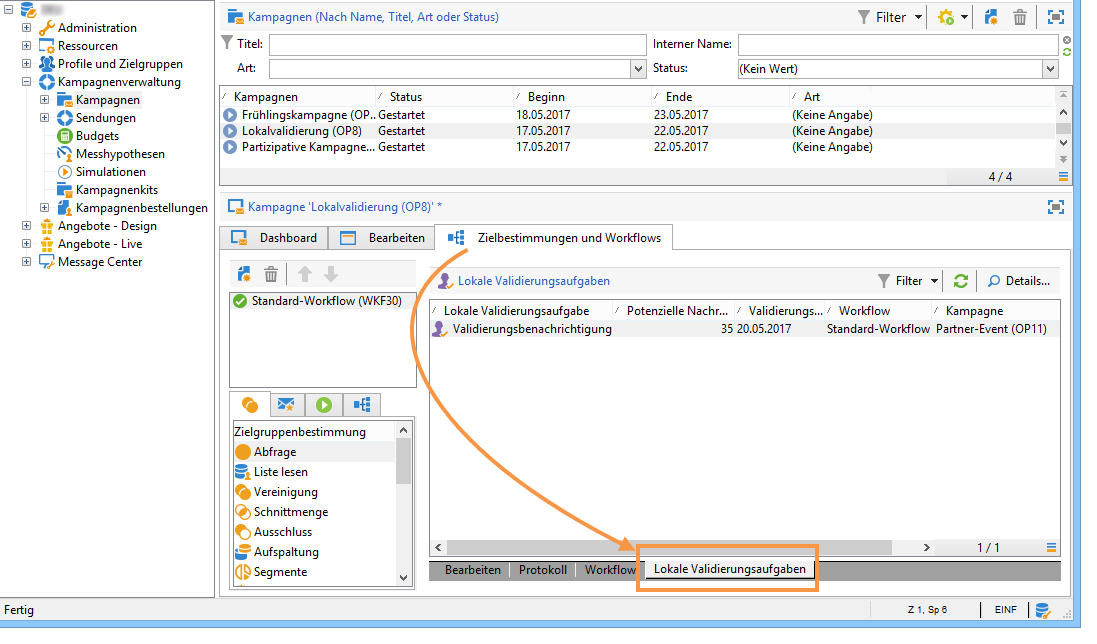 Administration
Ressourcen
Profile und Zielgruppen
Kampagnenverwaltung
Kampagnen
Sendungen
Budgets
Messhypothesen
Simulationen
Kampagnenkits
Kampagnenbestellungen
Angebote - Design
Angebote - Live
Message Center
Kampagnen (Nach Name, Titel, Art oder Status)
Filter
Titel:
Interner Name:
Art:
Status:
(Kein Wert)
Kampagnen Status Beginn Ende Art
Frühlingskampagne (OP... Gestartet 18.05.2017 23.05.2017 (Keine Angabe)
Lokalvalidierung (OP8) Gestartet 17.05.2017 22.05.2017 (Keine Angabe)
Partizipative Kampagne... Gestartet 17.05.2017 22.05.2017 (Keine Angabe)
4 / 4
Kampagne 'Lokalvalidierung (OP8)' *
Dashboard Bearbeiten Zielbestimmungen und Workflows
Standard-Workflow (WKF30)
Zielgruppenbestimmung
Abfrage
Liste lesen
Vereinigung
Schnittmenge
Ausschluss
Aufspaltung
Segmente
Lokale Validierungsaufgaben
Filter
Details...
Lokale Validierungsaufgabe Potenzielle Nachr... Validierungs... Workflow Kampagne
Validierungsbenachrichtigung 35 20.05.2017 Standard-Workflow Partner-Event (OP11)
1 / 1
Bearbeiten Protokoll Workflow Lokale Validierungsaufgaben
Fertig
Z 1, Sp 6
EINF